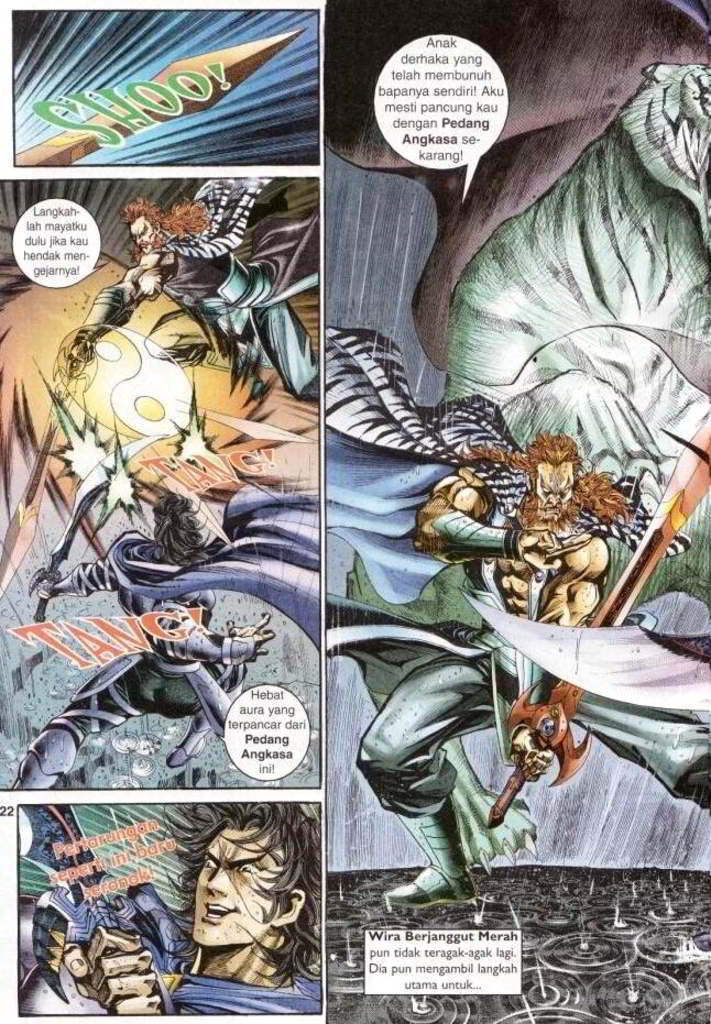 SHOO!
Langkah-
lah mayatku
dulu jika kau
hendak men-
gejarnya!
TANG!
TANG!
Hebat
aura yang
terpancar dari
Pedang
Angkasa
ini!
22
Pertarungan
seperti ini baru
seronok!
Anak
derhaka yang
telah membunuh
bapanya sendiri! Aku
mesti pancung kau
dengan Pedang
Angkasa se-
karang!
Wira Berjanggut Merah
pun tidak teragak-agak lagi.
Dia pun mengambil langkah
utama untuk...